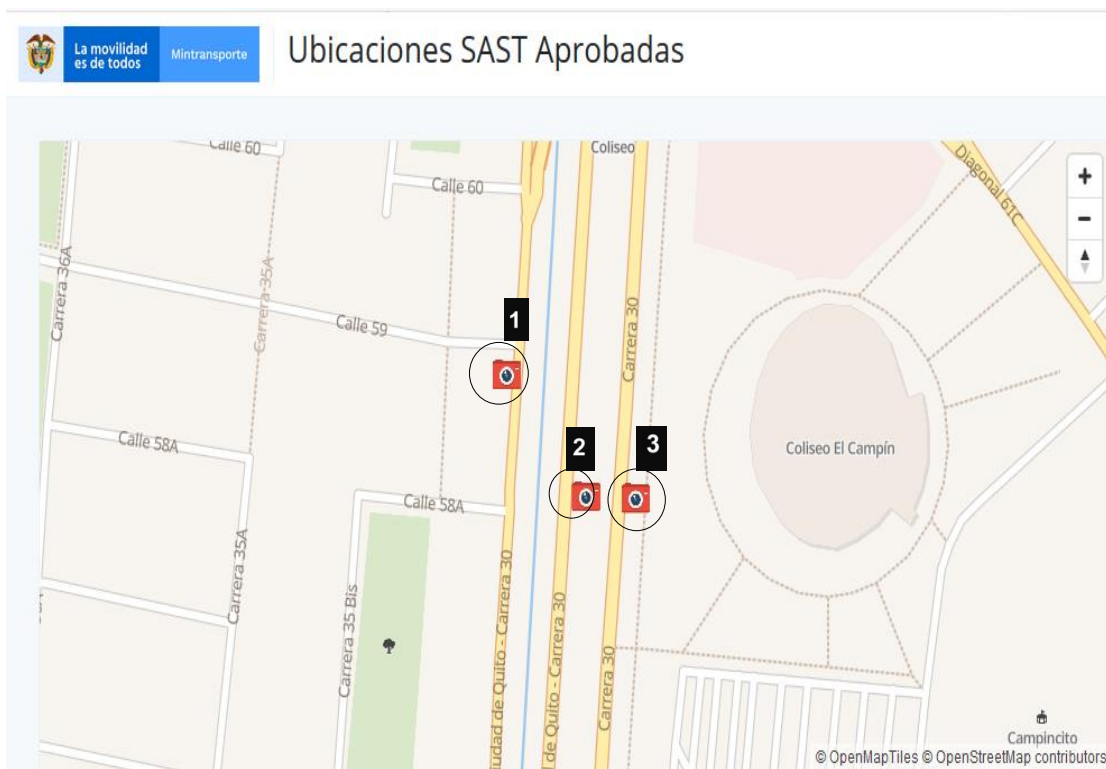 La movilidad
es de todos
Mintransporte
Ubicaciones SAST Aprobadas
Calle 60
Coliseo
Calle 60
Diagonal 61C
+
-
Carrera 36A
Carrera 35A
Calle 59
1
Carrera 30
2
3
Calle 58A
Coliseo El Campín
Calle 58A
Carrera 35A
Carrera 35 Bis
iudad de Quito - Carrera 30
d de Quito - Carrera 30
Carrera 30
Campincito
© OpenMapTiles © OpenStreetMap contributors